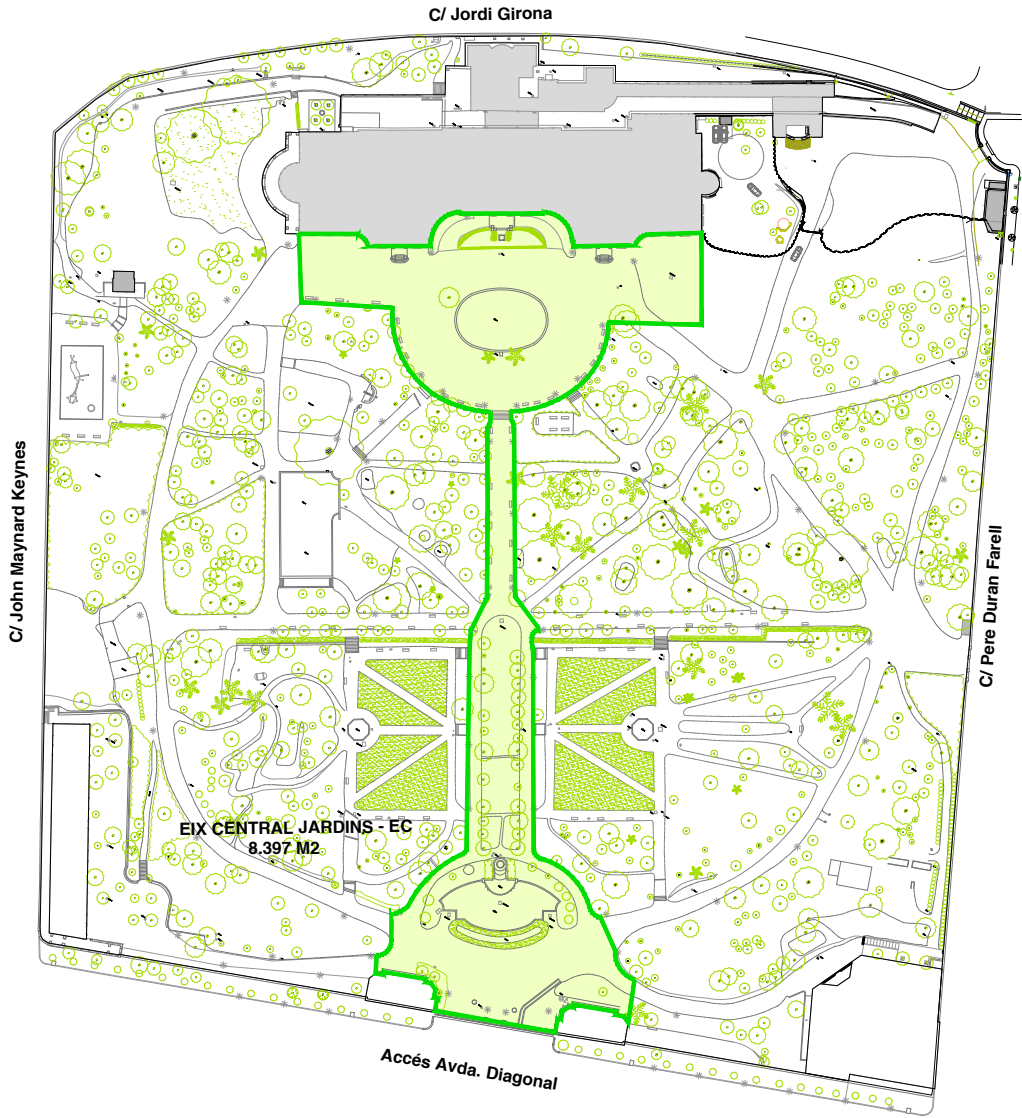 C/ Jordi Girona
C/ John Maynard Keynes
C/ Pere Duran Farell
EIX CENTRAL JARDINS - EC
8.397 M2
Accés Avda. Diagonal